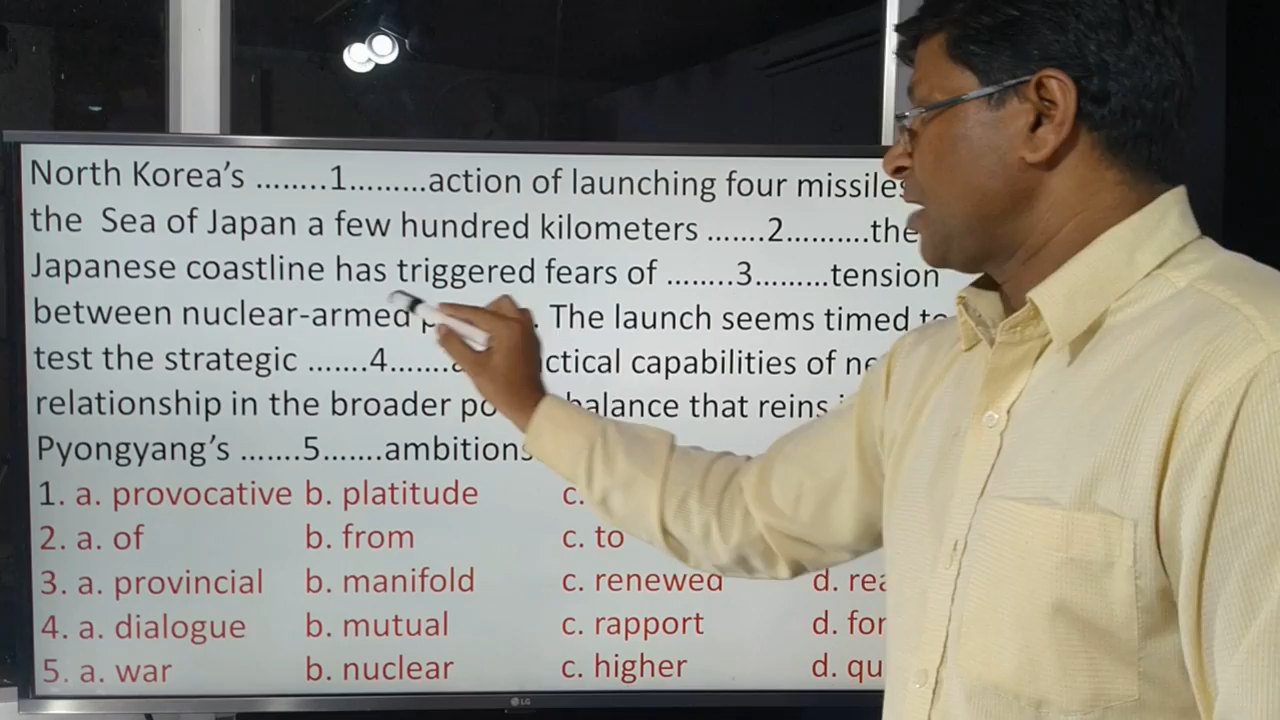 North Korea's ........1.........action of launching four missiles
the Sea of Japan a few hundred kilometers .......2..........the
Japanese coastline has triggered fears of ........3.........tension
between nuclear-armed . The launch seems timed to
test the strategic .......4....... capabilities of
relationship in the broader balance that reins
Pyongyang's .......5.......ambitions
1. a. provocative b. platitude c.
2. a. of b. from c. to
3. a. provincial b. manifold c. renewed d.
4. a. dialogue b. mutual c. rapport d.
5. a. war b. nuclear c. higher d.
LG